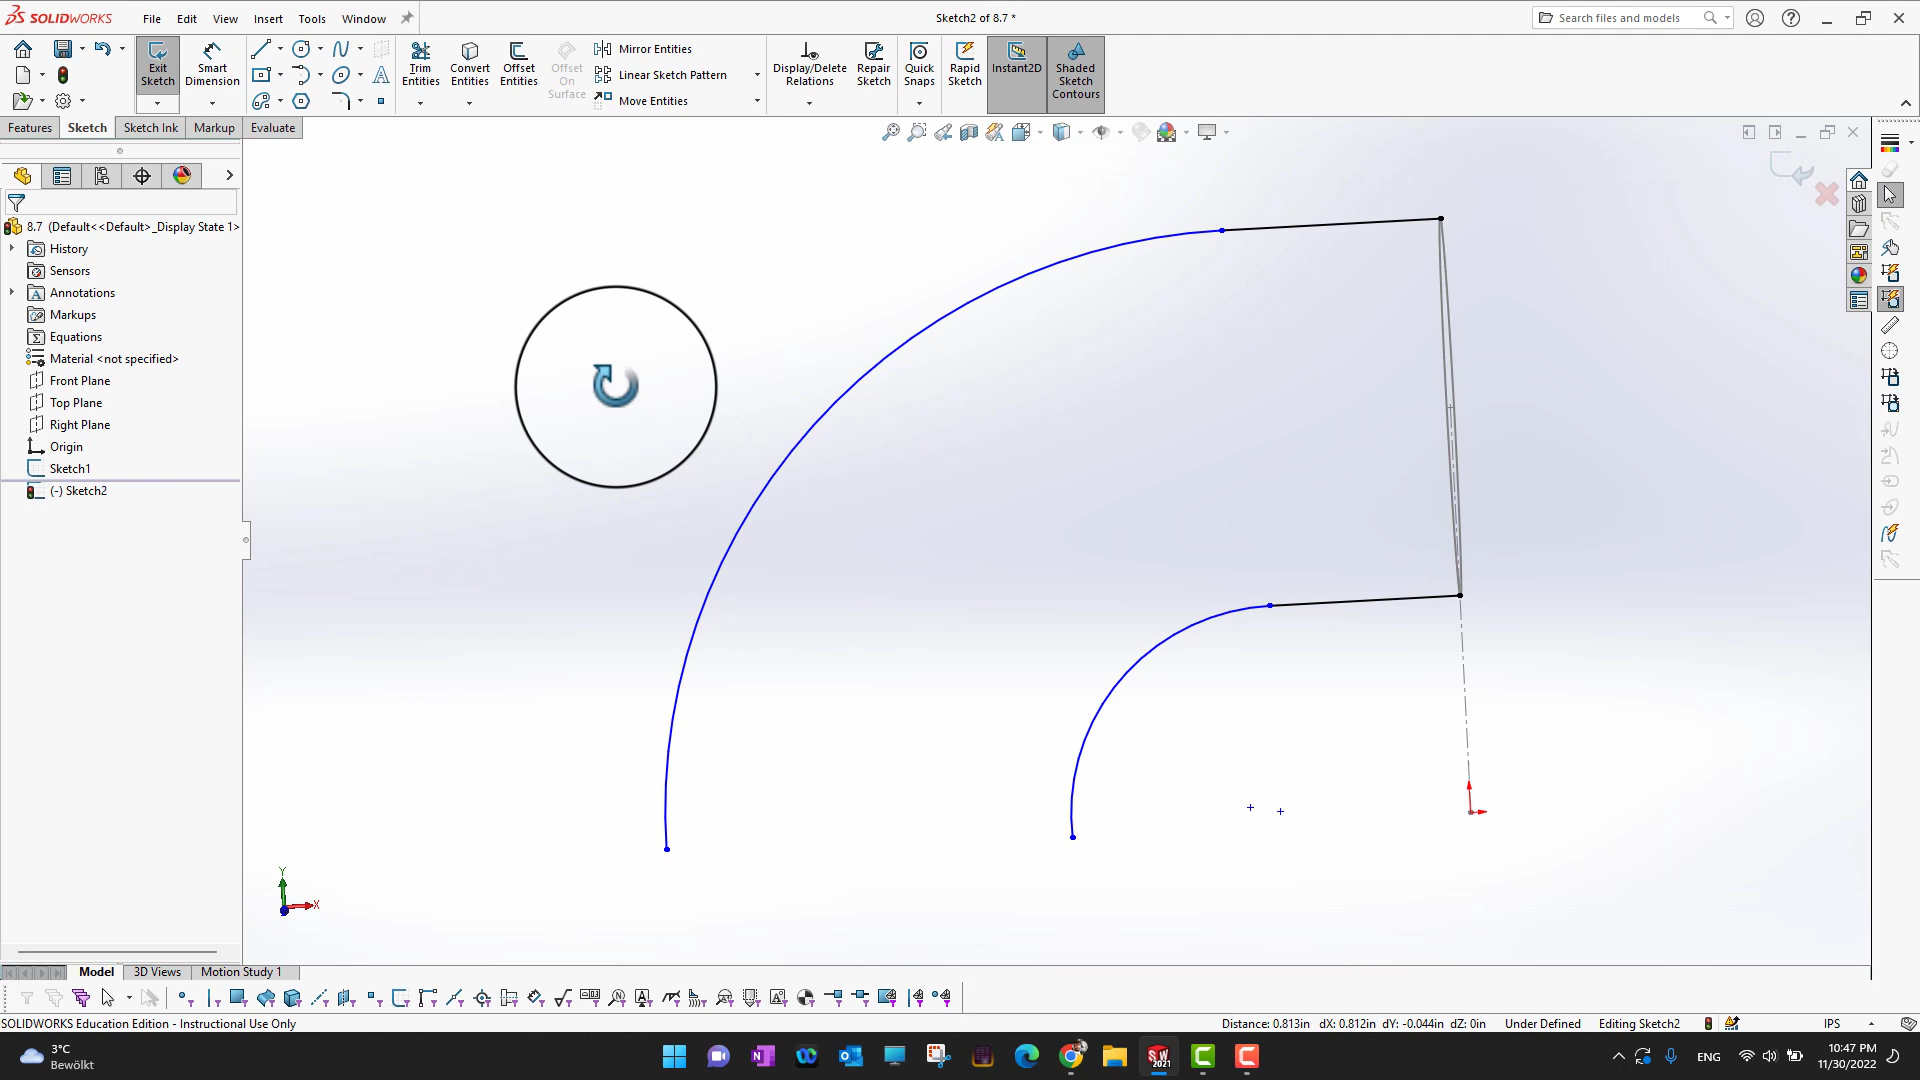 SOLIDWORKS
File Edit View Insert Tools Window
Sketch2 of 8.7 *
Search files and models
Exit Sketch
Smart Dimension
Trim Entities
Convert Entities
Offset Entities
Offset On Surface
Mirror Entities
Linear Sketch Pattern
Move Entities
Display/Delete Relations
Repair Sketch
Quick Snaps
Rapid Sketch
Instant2D
Shaded Sketch Contours
Features Sketch Sketch Ink Markup Evaluate
8.7 (Default<<Default>_Display State 1>
History
Sensors
Annotations
Markups
Equations
Material <not specified>
Front Plane
Top Plane
Right Plane
Origin
Sketch1
(-) Sketch2
Y
X
Model 3D Views Motion Study 1
SOLIDWORKS Education Edition - Instructional Use Only
Distance: 0.813in dX: 0.812in dY: -0.044in dZ: 0in Under Defined Editing Sketch2 IPS
3°C
Bewölkt
SW
2021
ENG
10:47 PM
11/30/2022